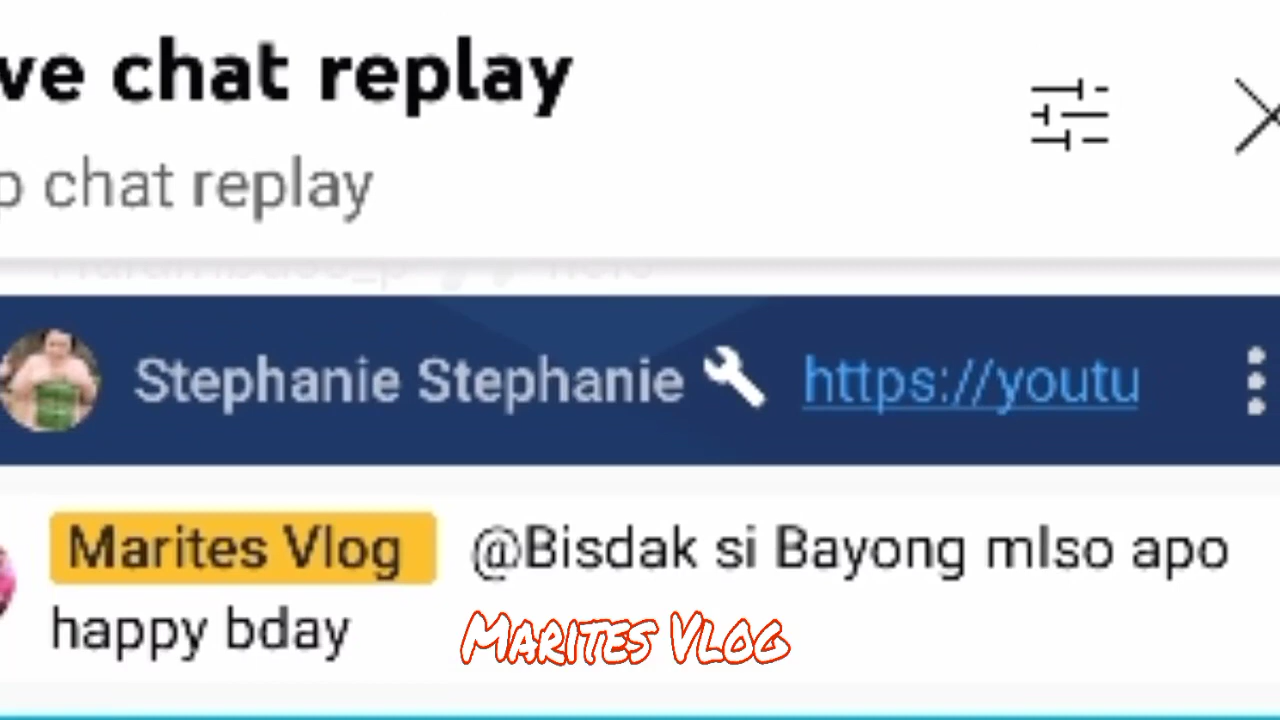 ve chat replay
p chat replay
Stephanie Stephanie https://youtu
Marites Vlog @Bisdak si Bayong mlso apo
happy bday
Marites Vlog